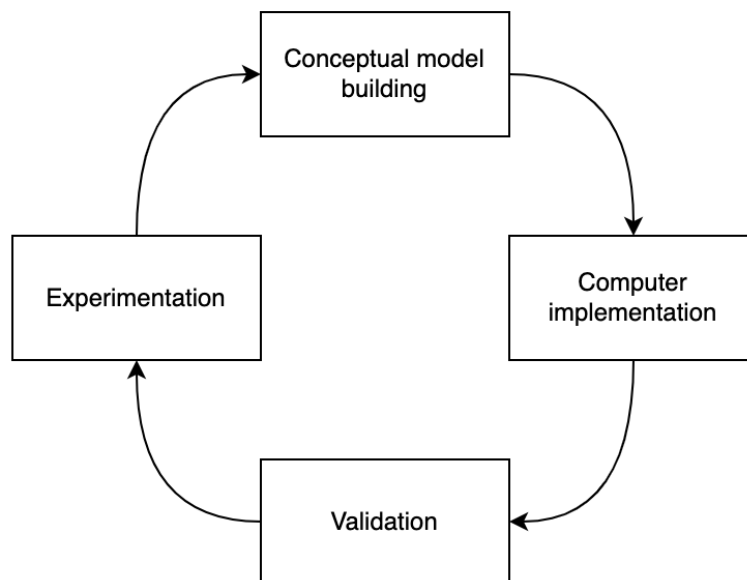 Conceptual model
building
Experimentation
Computer
implementation
Validation